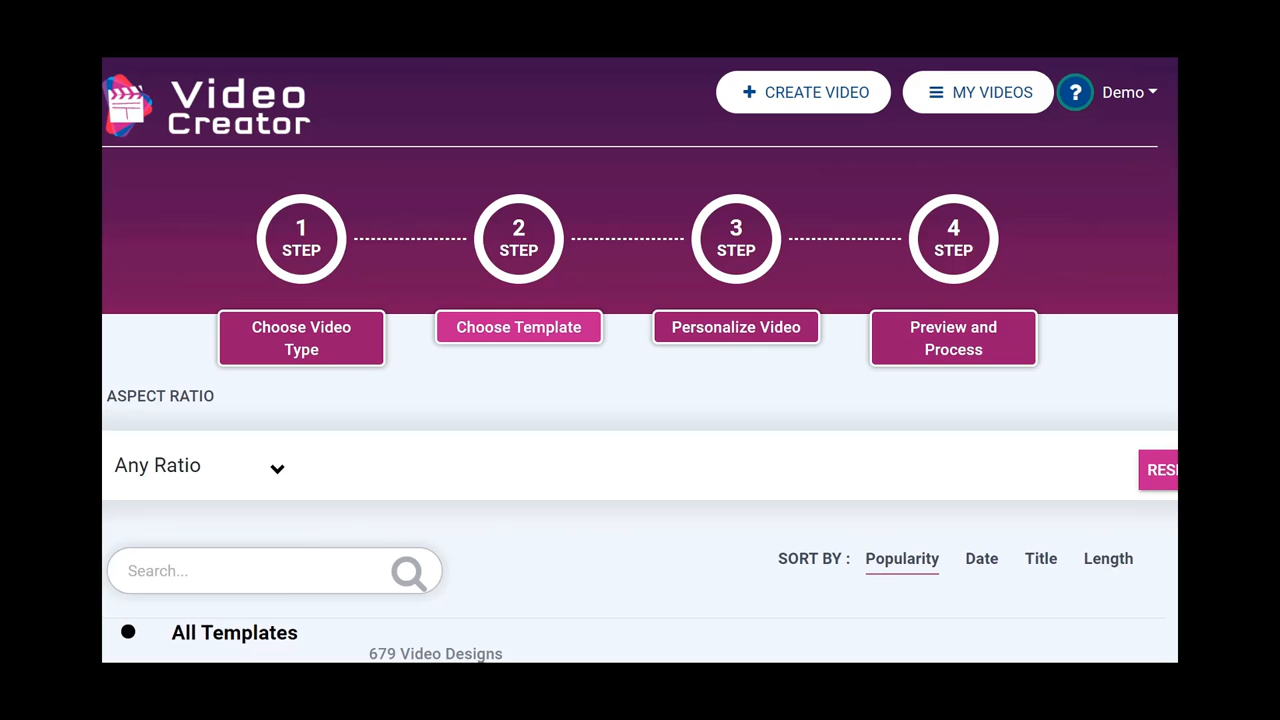 Video
Creator
CREATE VIDEO
MY VIDEOS
?
Demo
1
STEP
2
STEP
3
STEP
4
STEP
Choose Video
Type
Choose Template
Personalize Video
Preview and
Process
ASPECT RATIO
Any Ratio
RES
Search...
SORT BY : Popularity Date Title Length
All Templates
679 Video Designs